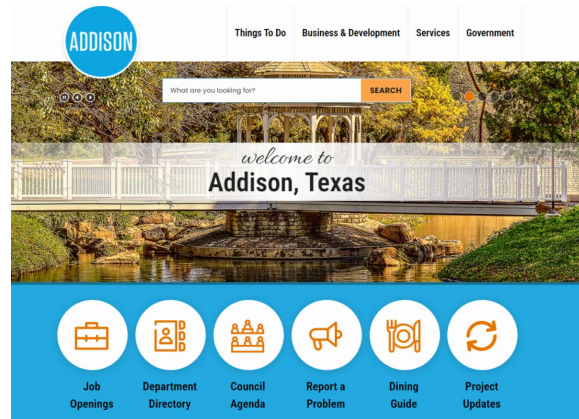 ADDISON
Things To Do
Business & Development
Services
Government
What are you looking for?
SEARCH
welcome to
Addison, Texas
Job
Openings
Department
Directory
Council
Agenda
Report a
Problem
Dining
Guide
Project
Updates